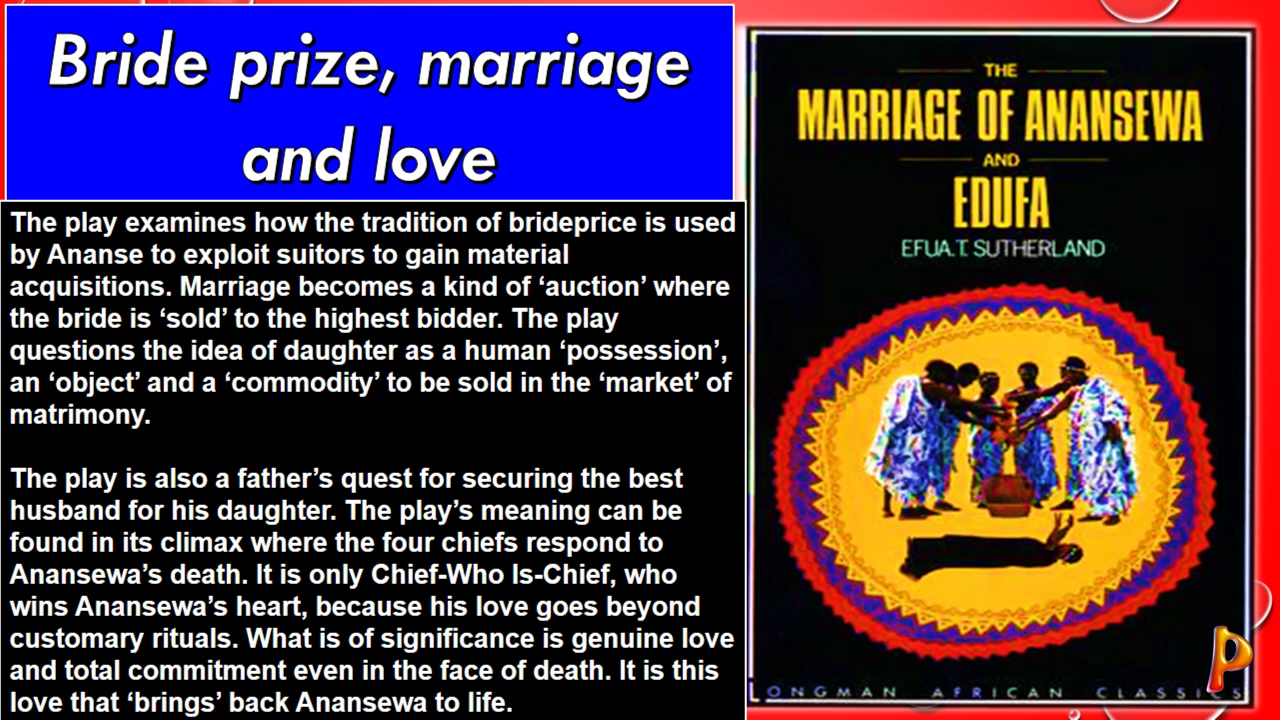 Bride prize, marriage
and love
The play examines how the tradition of brideprice is used
by Ananse to exploit suitors to gain material
acquisitions. Marriage becomes a kind of ‘auction’ where
the bride is ‘sold’ to the highest bidder. The play
questions the idea of daughter as a human ‘possession’,
an ‘object’ and a ‘commodity’ to be sold in the ‘market’ of
matrimony.
The play is also a father’s quest for securing the best
husband for his daughter. The play’s meaning can be
found in its climax where the four chiefs respond to
Anansewa’s death. It is only Chief-Who Is-Chief, who
wins Anansewa’s heart, because his love goes beyond
customary rituals. What is of significance is genuine love
and total commitment even in the face of death. It is this
love that ‘brings’ back Anansewa to life.
THE
MARRIAGE OF ANANSEWA
AND
EDUFA
EFUA.T. SUTHERLAND
LONGMAN AFRICAN CLASSICS
P